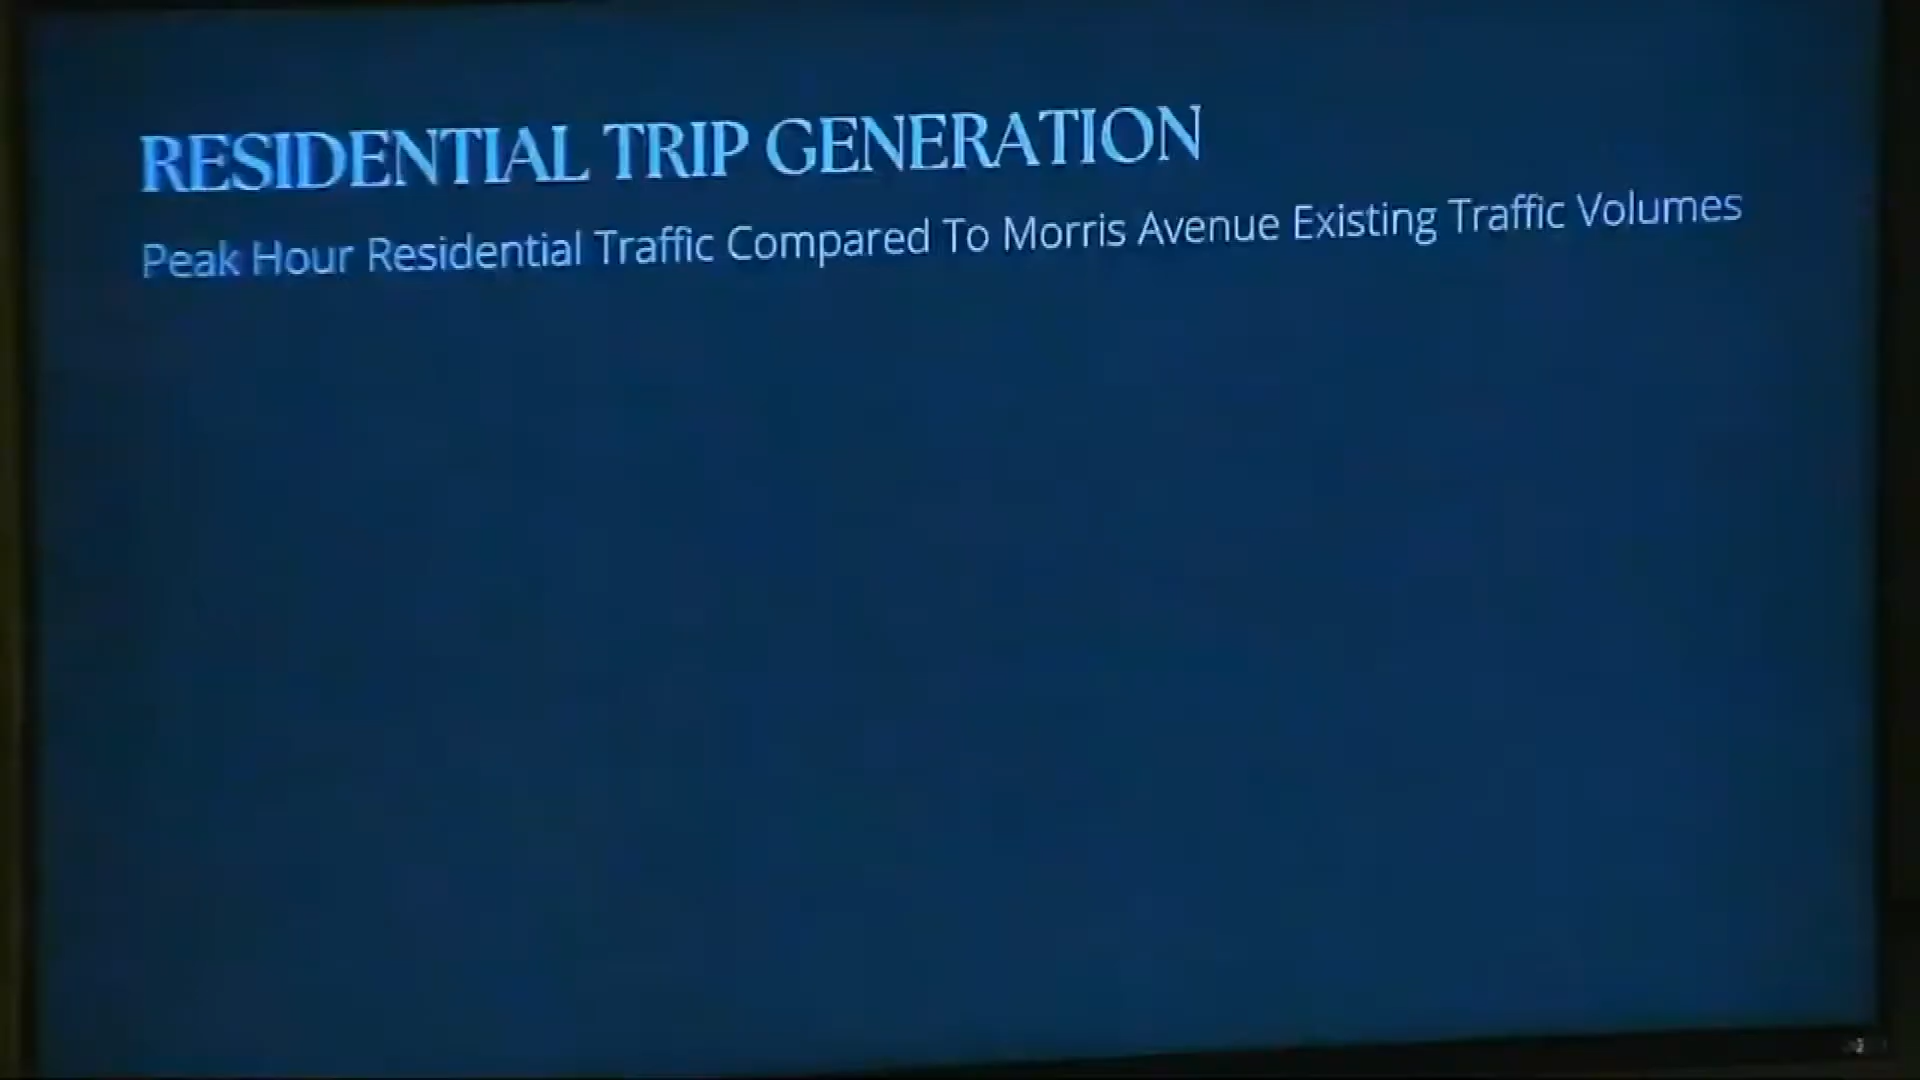 RESIDENTIAL TRIP GENERATION
Peak Hour Residential Traffic Compared To Morris Avenue Existing Traffic Volumes